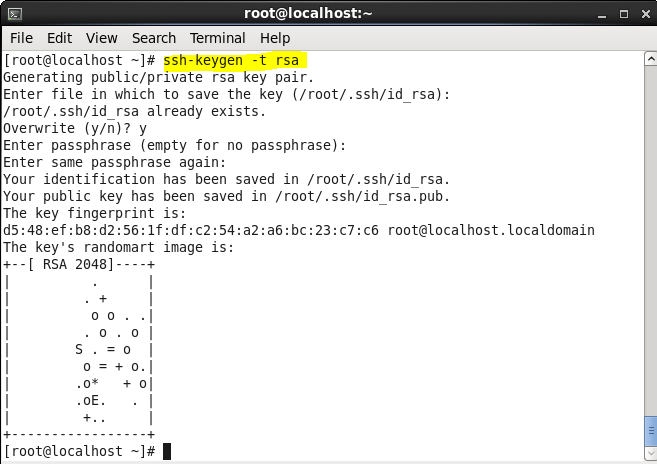 root@localhost:~
File Edit View Search Terminal Help
[root@localhost ~]# ssh-keygen -t rsa
Generating public/private rsa key pair.
Enter file in which to save the key (/root/.ssh/id_rsa):
/root/.ssh/id_rsa already exists.
Overwrite (y/n)? y
Enter passphrase (empty for no passphrase):
Enter same passphrase again:
Your identification has been saved in /root/.ssh/id_rsa.
Your public key has been saved in /root/.ssh/id_rsa.pub.
The key fingerprint is:
d5:48:ef:b8:d2:56:1f:df:c2:54:a2:a6:bc:23:c7:c6 root@localhost.localdomain
The key's randomart image is:
+--[ RSA 2048]----+
|          .      |
|         . +     |
|          o o . .|
|         . o . o |
|        S . = o  |
|         o = + o.|
|        .o*   + o|
|        .oE.   . |
|         +..     |
+-----------------+
[root@localhost ~]#